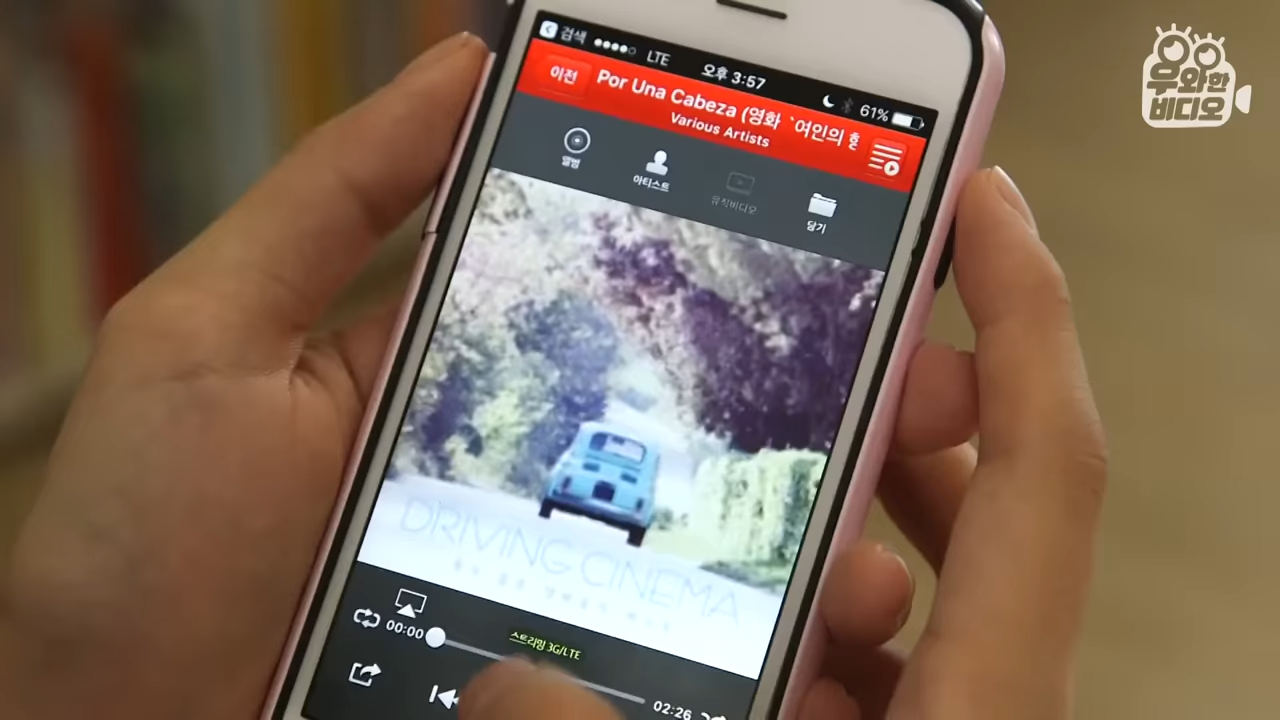 우와한
비디오
검색 LTE 오후 3:57 61%
이전 Por Una Cabeza (영화 `여인의 향
Various Artists
앨범 아티스트 뮤직비디오 담기
DRIVING CINEMA
00:00 스트리밍 3G/LTE 02:26